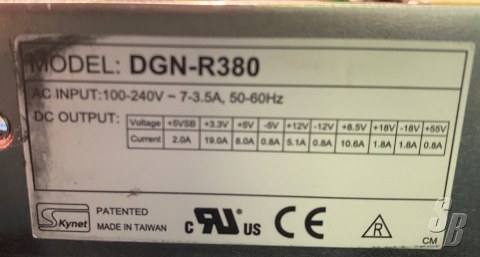 MODEL: DGN-R380
AC INPUT:100-240V ~ 7-3.5A, 50-60Hz
DC OUTPUT:
Voltage +5VSB +3.3V +5V -5V +12V -12V +8.5V +18V -18V +55V
Current 2.0A 19.0A 8.0A 0.8A 5.1A 0.8A 10.6A 1.8A 1.8A 0.8A
Skynet
PATENTED
MADE IN TAIWAN
c RU US CE R
CM
SB